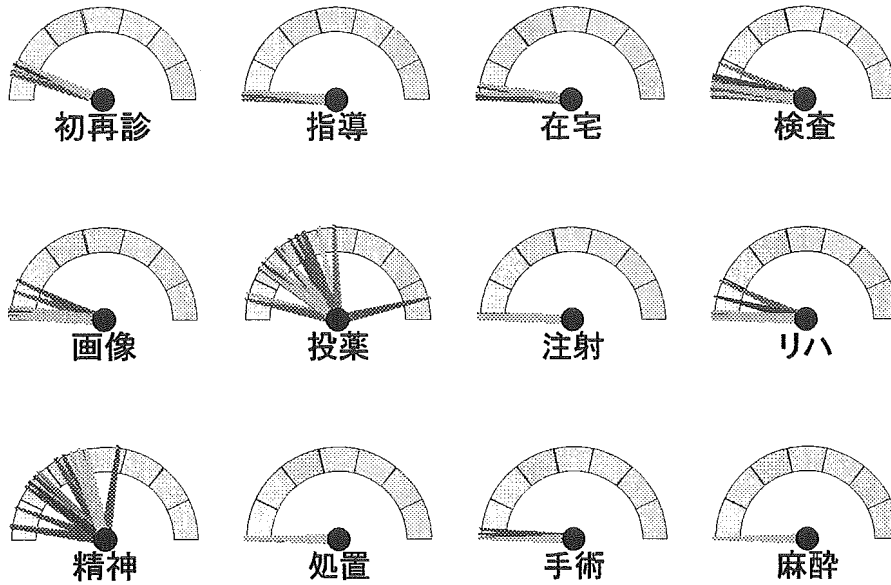 初再診 指導 在宅 検査
画像 投薬 注射 リハ
精神 処置 手術 麻酔